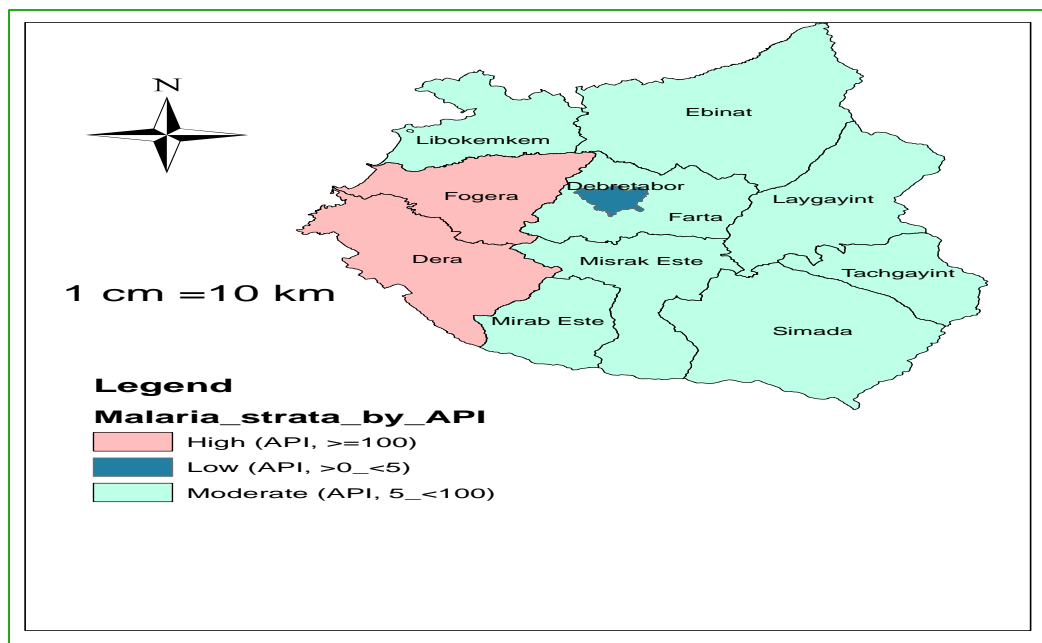 N
Ebinat
Libokemkem
Debretabor
Fogera
Laygayint
Farta
Dera
Misrak Este
Tachgayint
1 cm =10 km
Mirab Este
Simada
Legend
Malaria_strata_by_API
High (API, >=100)
Low (API, >0_<5)
Moderate (API, 5_<100)